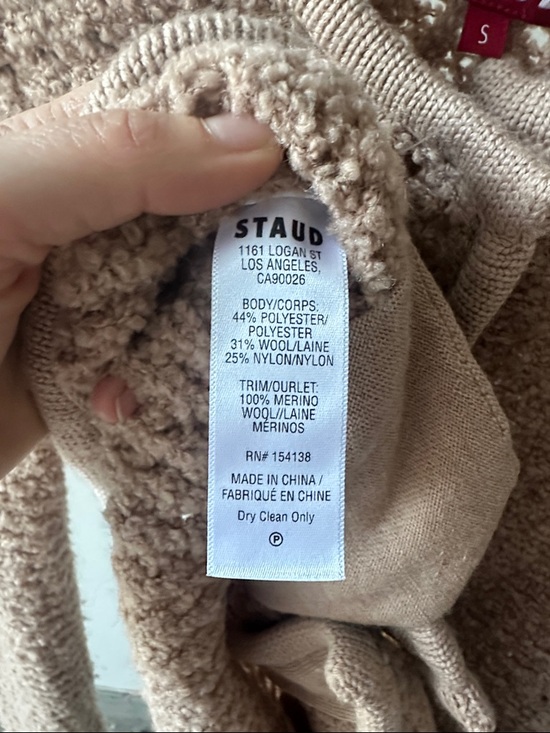 S
STAUD
1161 LOGAN ST
LOS ANGELES,
CA90026
BODY/CORPS:
44% POLYESTER/
POLYESTER
31% WOOL/LAINE
25% NYLON/NYLON
TRIM/OURLET:
100% MERINO
WOOL//LAINE
MÉRINOS
RN# 154138
MADE IN CHINA /
FABRIQUÉ EN CHINE
Dry Clean Only
P